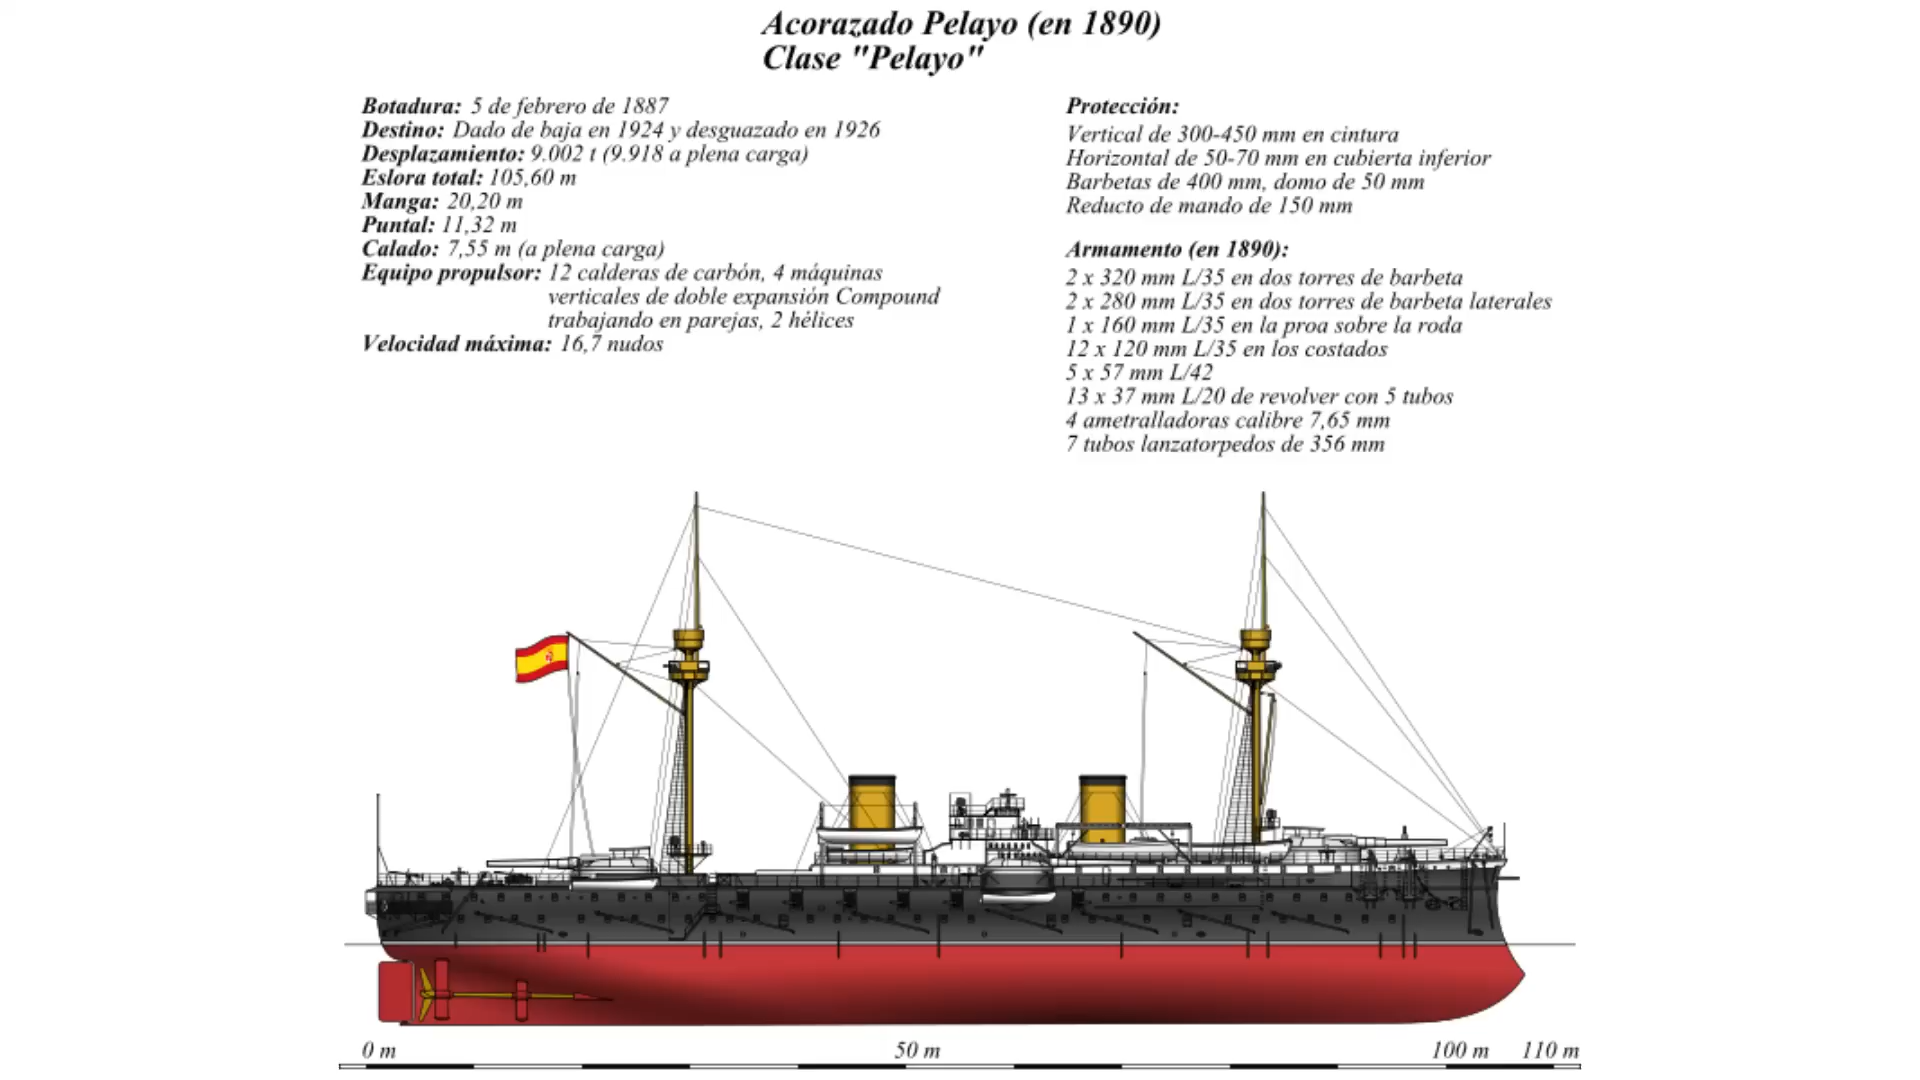 Acorazado Pelayo (en 1890)
Clase "Pelayo"
Botadura: 5 de febrero de 1887
Destino: Dado de baja en 1924 y desguazado en 1926
Desplazamiento: 9.002 t (9.918 a plena carga)
Eslora total: 105,60 m
Manga: 20,20 m
Puntal: 11,32 m
Calado: 7,55 m (a plena carga)
Equipo propulsor: 12 calderas de carbón, 4 máquinas
verticales de doble expansión Compound
trabajando en parejas, 2 hélices
Velocidad máxima: 16,7 nudos
Protección:
Vertical de 300-450 mm en cintura
Horizontal de 50-70 mm en cubierta inferior
Barbetas de 400 mm, domo de 50 mm
Reducto de mando de 150 mm
Armamento (en 1890):
2 x 320 mm L/35 en dos torres de barbeta
2 x 280 mm L/35 en dos torres de barbeta laterales
1 x 160 mm L/35 en la proa sobre la roda
12 x 120 mm L/35 en los costados
5 x 57 mm L/42
13 x 37 mm L/20 de revolver con 5 tubos
4 ametralladoras calibre 7,65 mm
7 tubos lanzatorpedos de 356 mm
0 m 50 m 100 m 110 m